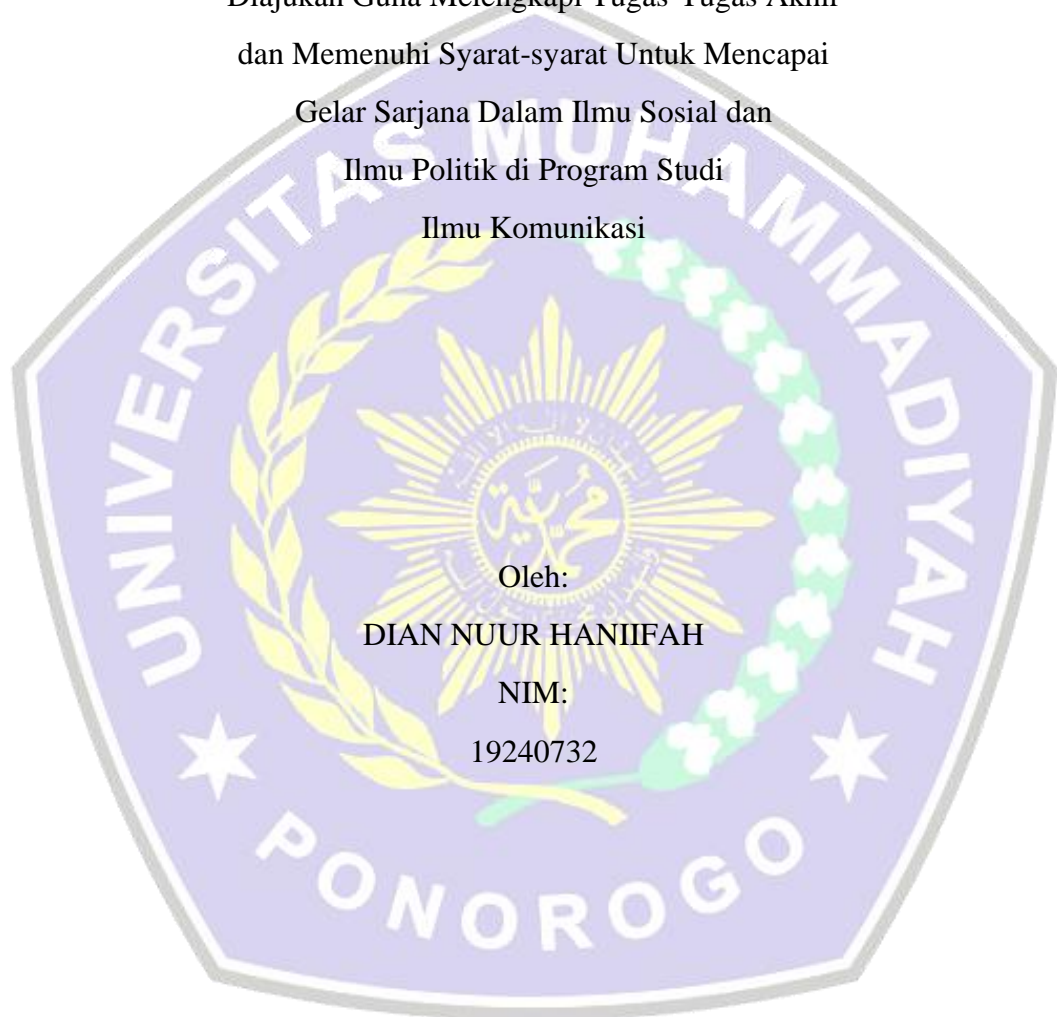 Diajukan Guna Melengkapi Tugas-Tugas Akhir
dan Memenuhi Syarat-syarat Untuk Mencapai
Gelar Sarjana Dalam Ilmu Sosial dan
Ilmu Politik di Program Studi
Ilmu Komunikasi
UNIVERSITAS MUHAMMADIYAH
محمدية
Oleh:
DIAN NUUR HANIIFAH
NIM:
19240732
PONOROGO